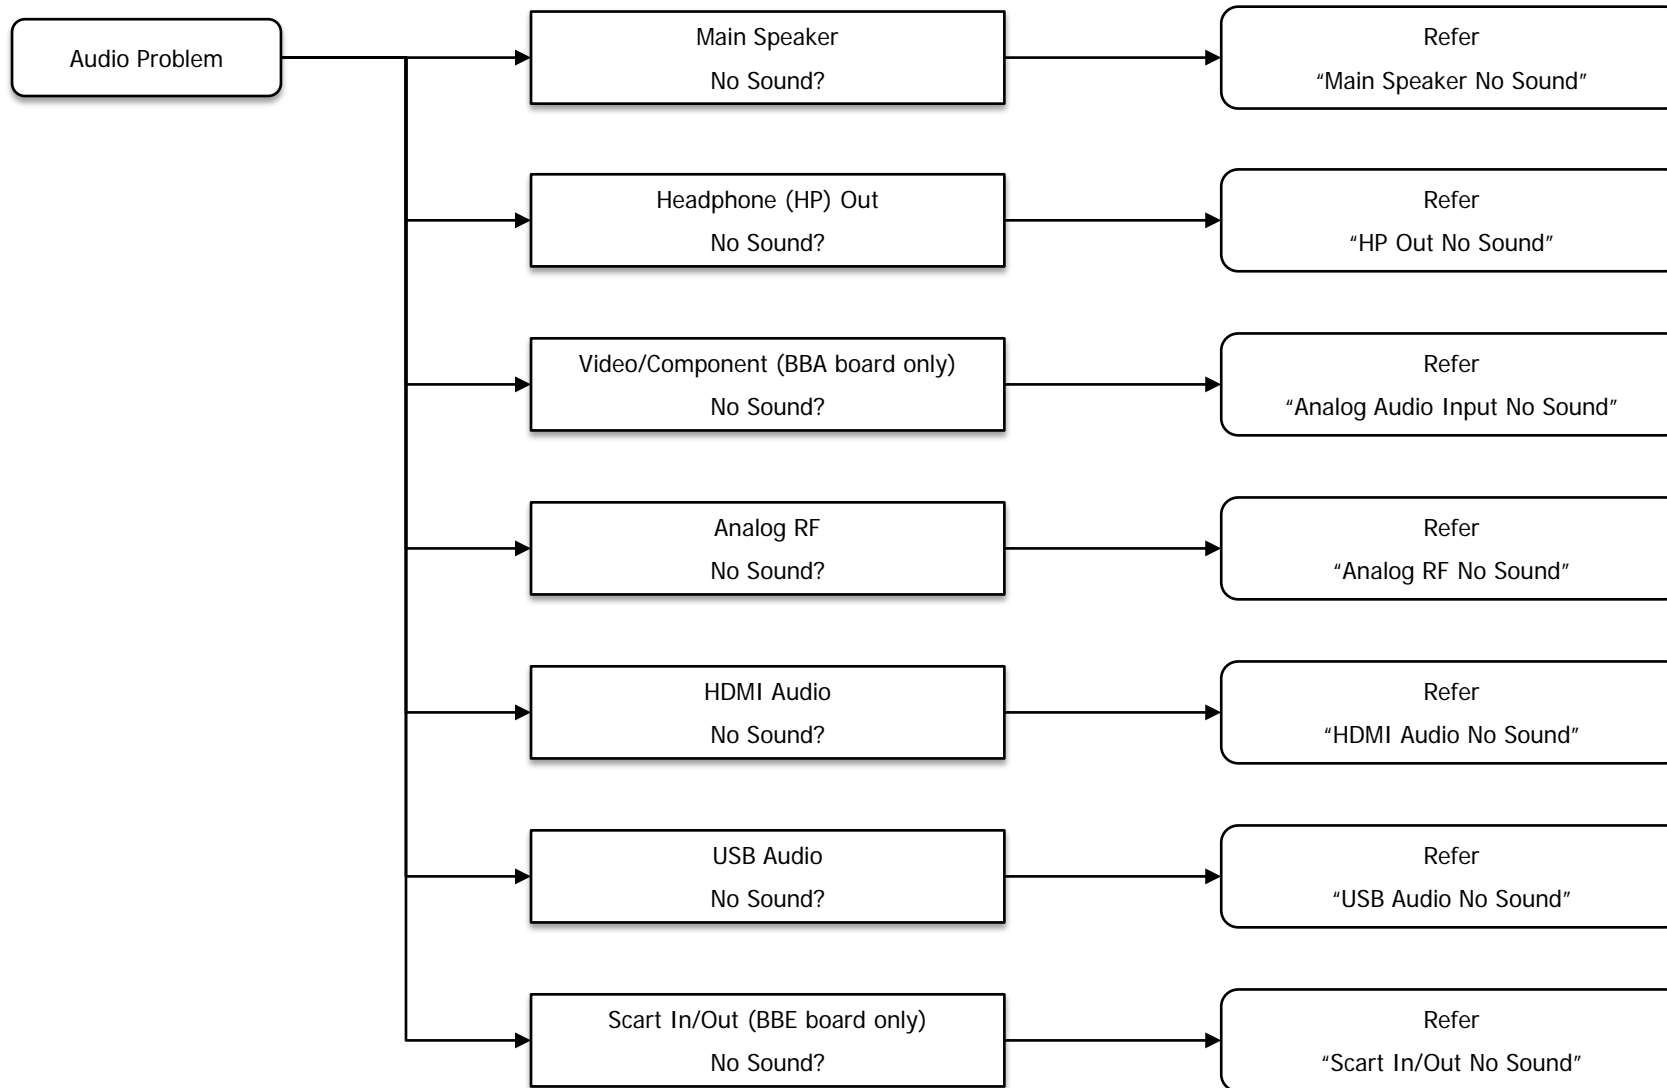 Audio Problem
Main Speaker
No Sound?
Refer
“Main Speaker No Sound”
Headphone (HP) Out
No Sound?
Refer
“HP Out No Sound”
Video/Component (BBA board only)
No Sound?
Refer
“Analog Audio Input No Sound”
Analog RF
No Sound?
Refer
“Analog RF No Sound”
HDMI Audio
No Sound?
Refer
“HDMI Audio No Sound”
USB Audio
No Sound?
Refer
“USB Audio No Sound”
Scart In/Out (BBE board only)
No Sound?
Refer
“Scart In/Out No Sound”